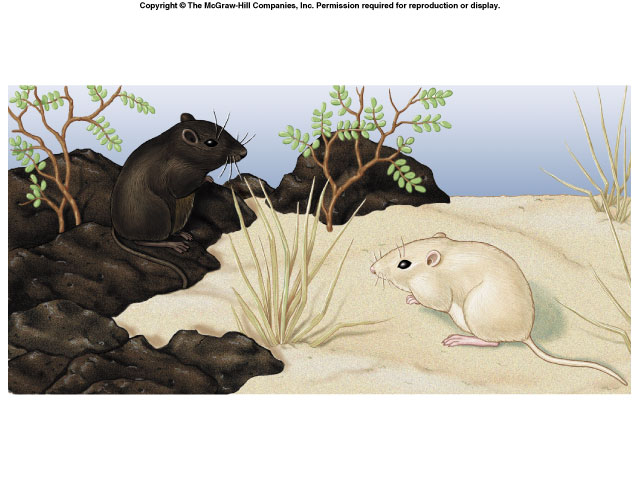 Copyright © The McGraw-Hill Companies, Inc. Permission required for reproduction or display.